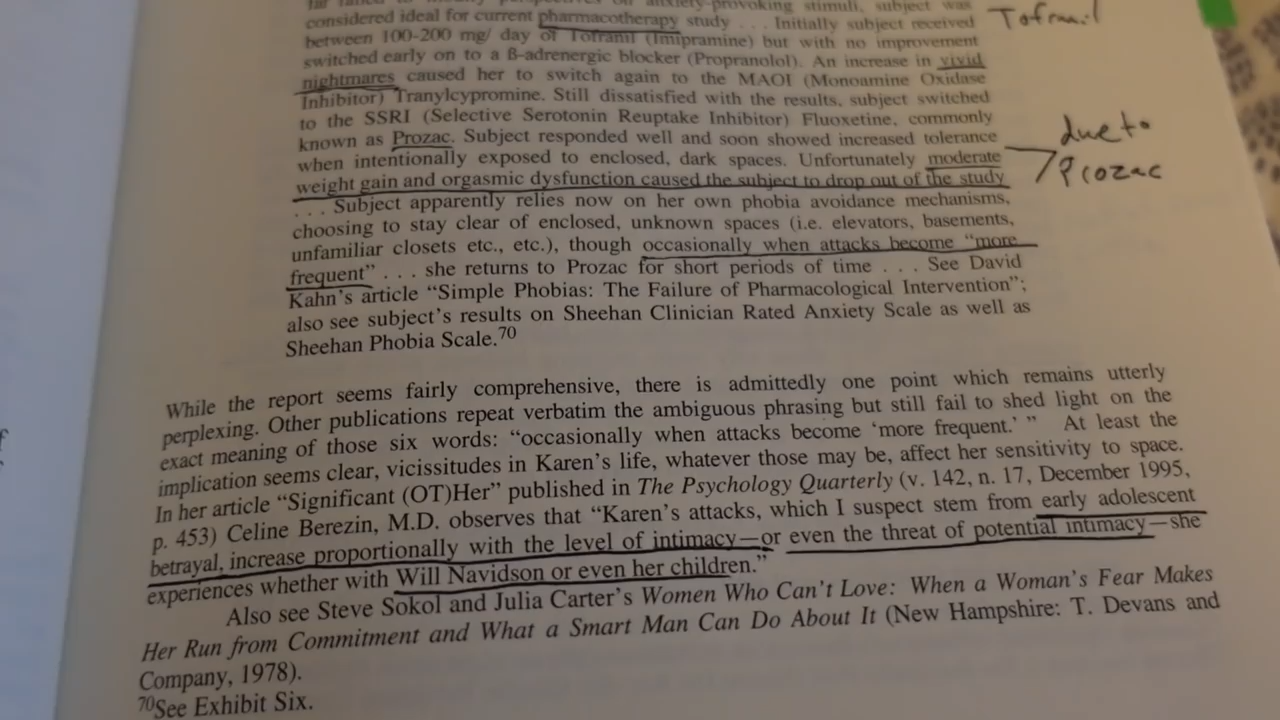 anxiety-provoking stimuli, subject was
considered ideal for current pharmacotherapy study . . . Initially subject received
Tofranil
between 100-200 mg/ day of Tofranil (Imipramine) but with no improvement
switched early on to a ß-adrenergic blocker (Propranolol). An increase in vivid
nightmares caused her to switch again to the MAOI (Monoamine Oxidase
Inhibitor) Tranylcypromine. Still dissatisfied with the results, subject switched
to the SSRI (Selective Serotonin Reuptake Inhibitor) Fluoxetine, commonly
known as Prozac. Subject responded well and soon showed increased tolerance
when intentionally exposed to enclosed, dark spaces. Unfortunately moderate
weight gain and orgasmic dysfunction caused the subject to drop out of the study
due to
Prozac
. . . Subject apparently relies now on her own phobia avoidance mechanisms,
choosing to stay clear of enclosed, unknown spaces (i.e. elevators, basements,
unfamiliar closets etc., etc.), though occasionally when attacks become “more
frequent” . . . she returns to Prozac for short periods of time . . . See David
Kahn’s article “Simple Phobias: The Failure of Pharmacological Intervention”;
also see subject’s results on Sheehan Clinician Rated Anxiety Scale as well as
Sheehan Phobia Scale.70
While the report seems fairly comprehensive, there is admittedly one point which remains utterly
perplexing. Other publications repeat verbatim the ambiguous phrasing but still fail to shed light on the
exact meaning of those six words: “occasionally when attacks become ‘more frequent.’ ” At least the
implication seems clear, vicissitudes in Karen’s life, whatever those may be, affect her sensitivity to space.
In her article “Significant (OT)Her” published in The Psychology Quarterly (v. 142, n. 17, December 1995,
p. 453) Celine Berezin, M.D. observes that “Karen’s attacks, which I suspect stem from early adolescent
betrayal, increase proportionally with the level of intimacy—or even the threat of potential intimacy—she
experiences whether with Will Navidson or even her children.”
Also see Steve Sokol and Julia Carter’s Women Who Can’t Love: When a Woman’s Fear Makes
Her Run from Commitment and What a Smart Man Can Do About It (New Hampshire: T. Devans and
Company, 1978).
70See Exhibit Six.